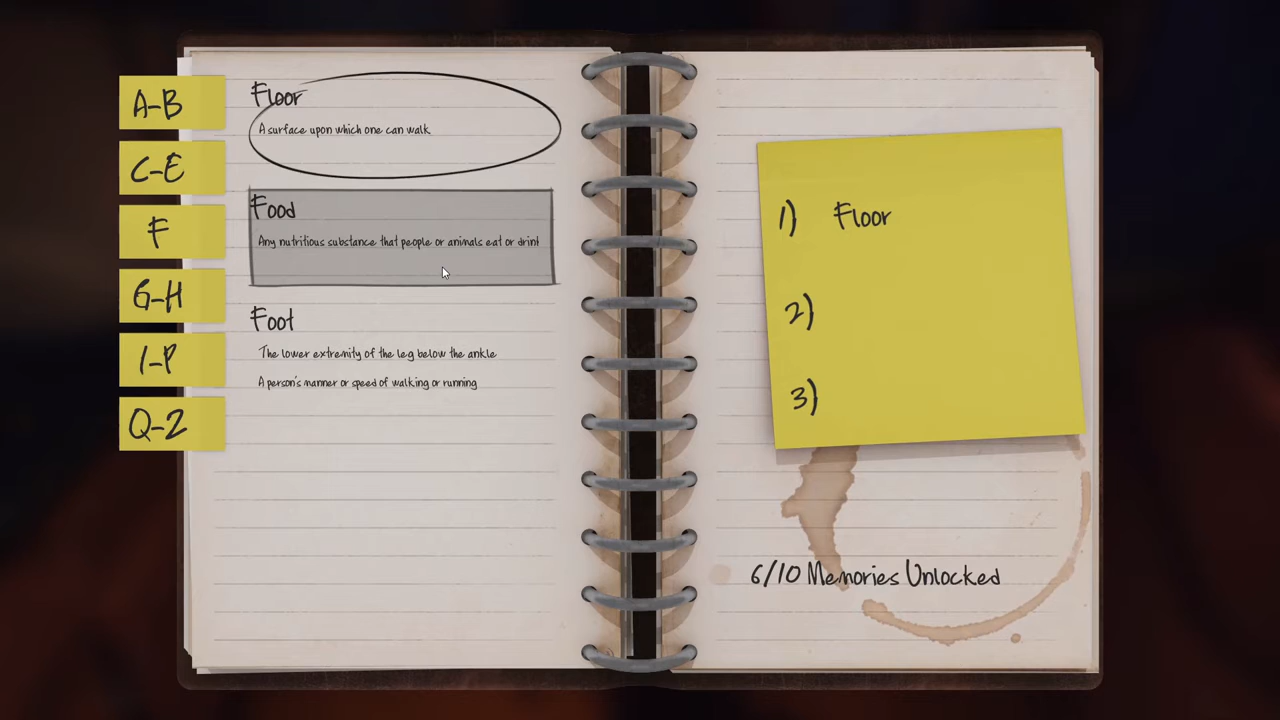 A-B
C-E
F
G-H
I-P
Q-Z
Floor
A surface upon which one can walk
Food
Any nutritious substance that people or animals eat or drink
Foot
The lower extremity of the leg below the ankle
A person's manner or speed of walking or running
1) Floor
2)
3)
6/10 Memories Unlocked